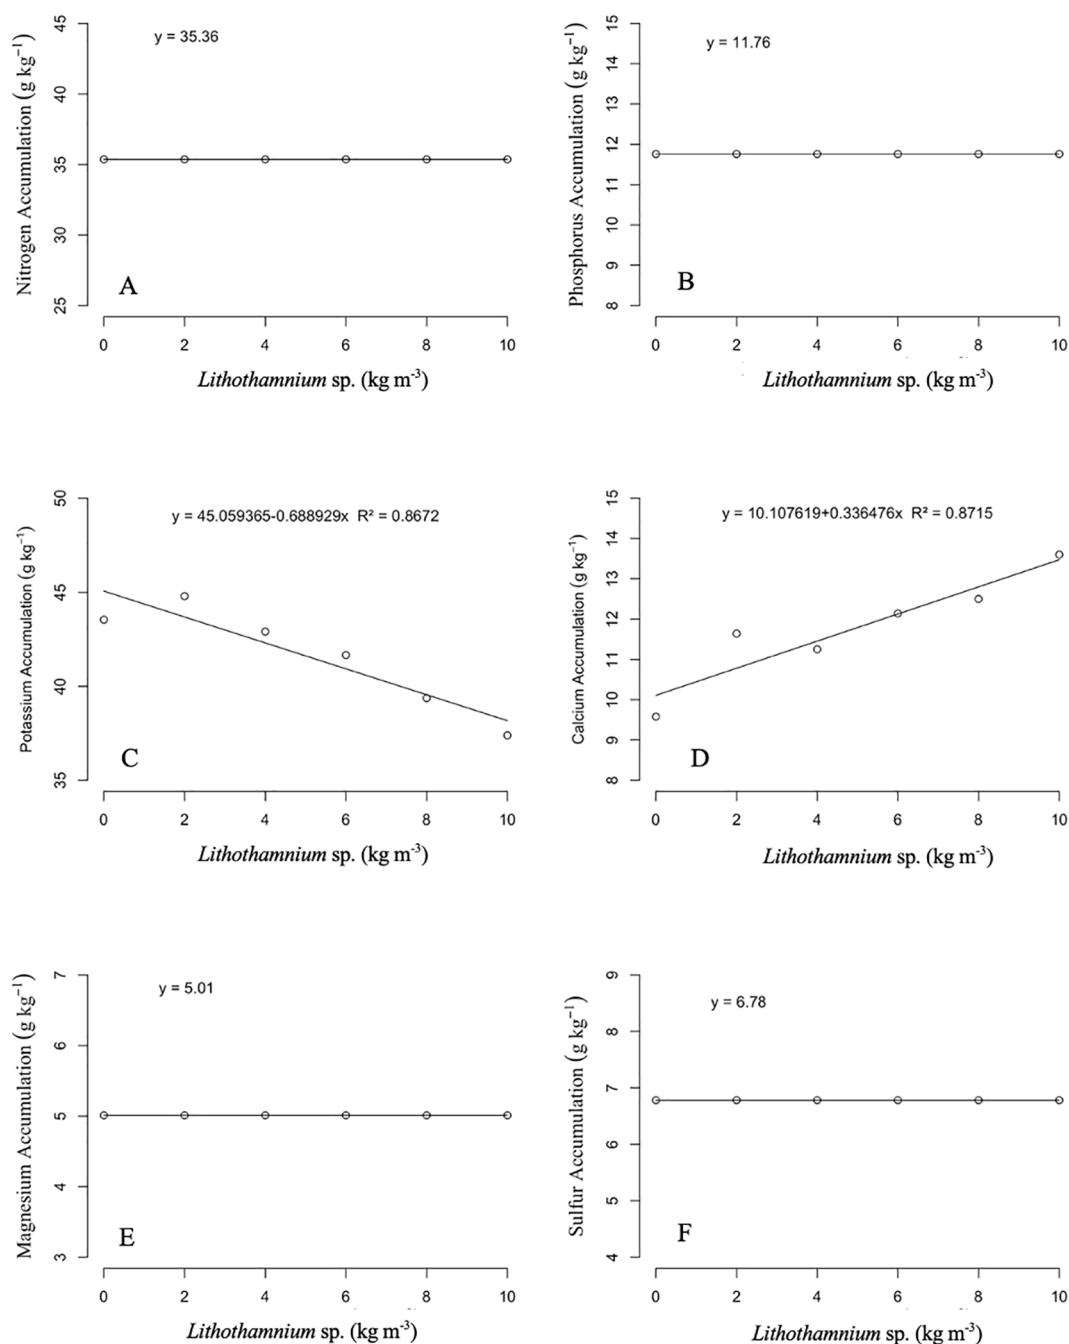 Nitrogen Accumulation (g kg⁻¹)
45
40
35
30
25
y = 35.36
A
0 2 4 6 8 10
Lithothamnium sp. (kg m⁻³)
Phosphorus Accumulation (g kg⁻¹)
15
14
13
12
11
10
9
8
y = 11.76
B
0 2 4 6 8 10
Lithothamnium sp. (kg m⁻³)
Potassium Accumulation (g kg⁻¹)
50
45
40
35
y = 45.059365-0.688929x R² = 0.8672
C
0 2 4 6 8 10
Lithothamnium sp. (kg m⁻³)
Calcium Accumulation (g kg⁻¹)
15
14
13
12
11
10
9
8
y = 10.107619+0.336476x R² = 0.8715
D
0 2 4 6 8 10
Lithothamnium sp. (kg m⁻³)
Magnesium Accumulation (g kg⁻¹)
7
6
5
4
3
y = 5.01
E
0 2 4 6 8 10
Lithothamnium sp. (kg m⁻³)
Sulfur Accumulation (g kg⁻¹)
9
8
7
6
5
4
y = 6.78
F
0 2 4 6 8 10
Lithothamnium sp. (kg m⁻³)